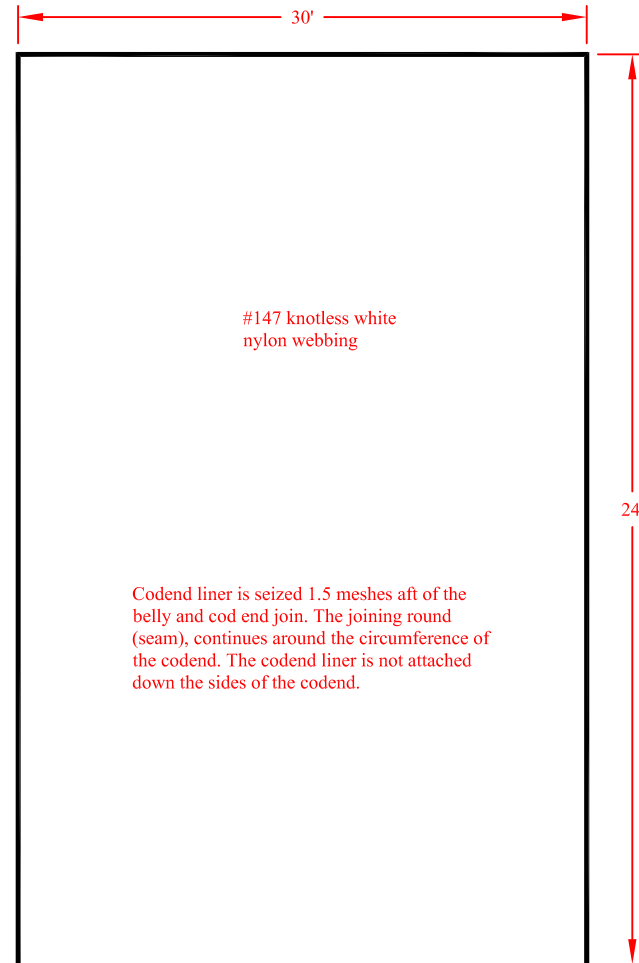 30'
#147 knotless white
nylon webbing
24
Codend liner is seized 1.5 meshes aft of the
belly and cod end join. The joining round
(seam), continues around the circumference of
the codend. The codend liner is not attached
down the sides of the codend.